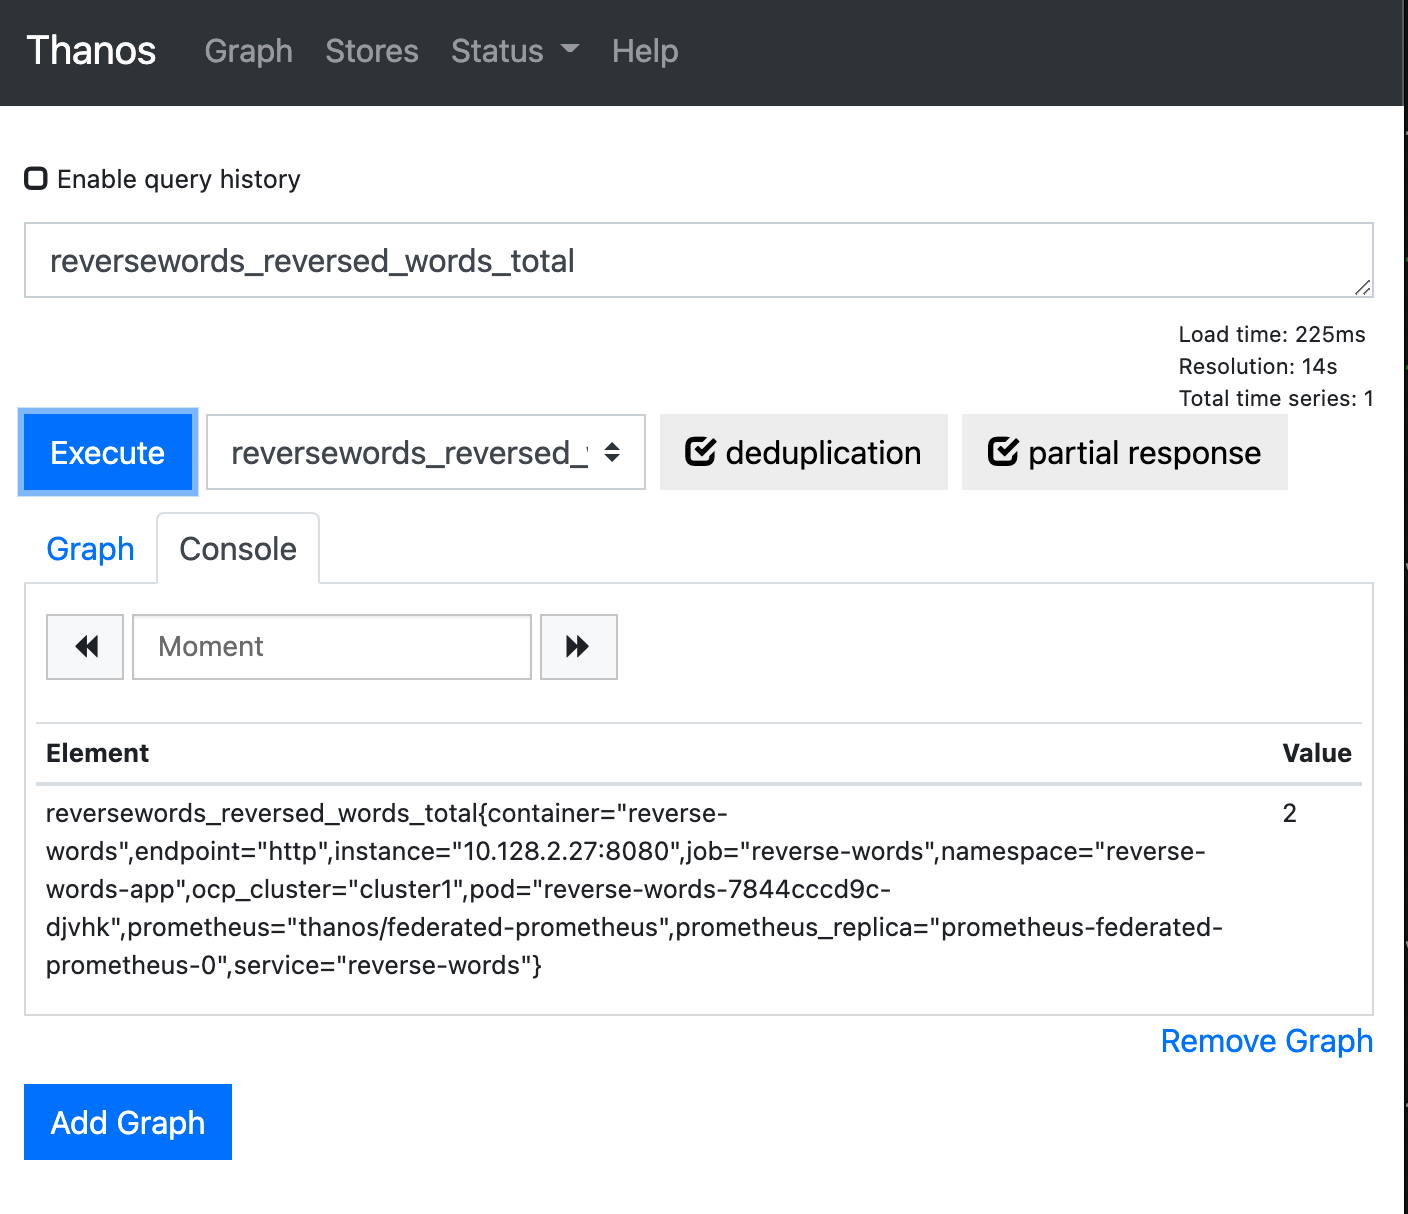 Thanos Graph Stores Status Help
Enable query history
reversewords_reversed_words_total
Load time: 225ms
Resolution: 14s
Total time series: 1
Execute reversewords_reversed_ deduplication partial response
Graph Console
Moment
Element Value
reversewords_reversed_words_total{container="reverse- 2
words",endpoint="http",instance="10.128.2.27:8080",job="reverse-words",namespace="reverse-
words-app",ocp_cluster="cluster1",pod="reverse-words-7844cccd9c-
djvhk",prometheus="thanos/federated-prometheus",prometheus_replica="prometheus-federated-
prometheus-0",service="reverse-words"}
Remove Graph
Add Graph